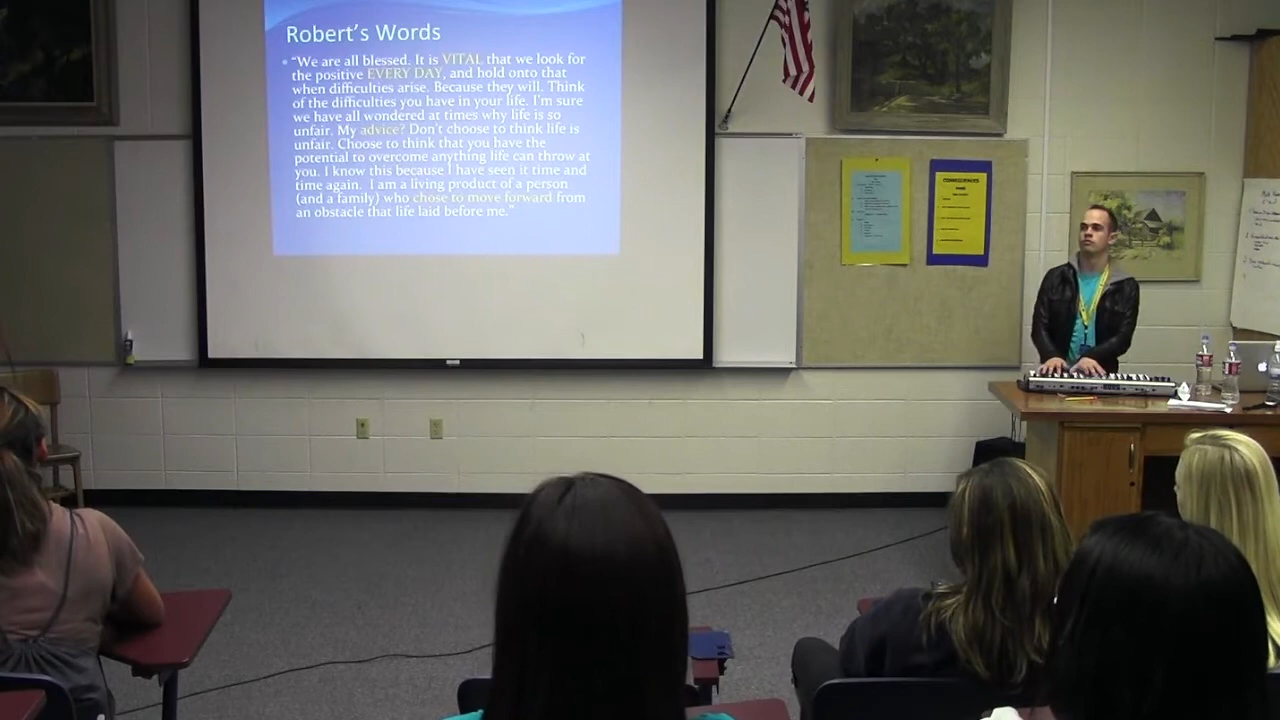 Robert's Words
"We are all blessed. It is VITAL that we look for
the positive EVERY DAY, and hold onto that
when difficulties arise. Because they will. Think
of the difficulties you have in your life. I'm sure
we have all wondered at times why life is so
unfair. My advice? Don't choose to think life is
unfair. Choose to think that you have the
potential to overcome anything life can throw at
you. I know this because I have seen it time and
time again. I am a living product of a person
(and a family) who chose to move forward from
an obstacle that life laid before me."
CONSEQUENCES